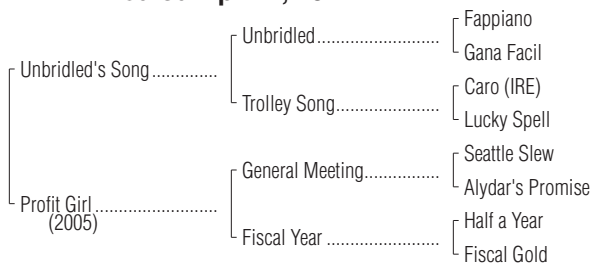 Unbridled's Song..............
Profit Girl..........................
(2005)
Unbridled..........................
Trolley Song......................
General Meeting................
Fiscal Year ........................
Fappiano
Gana Facil
Caro (IRE)
Lucky Spell
Seattle Slew
Alydar's Promise
Half a Year
Fiscal Gold